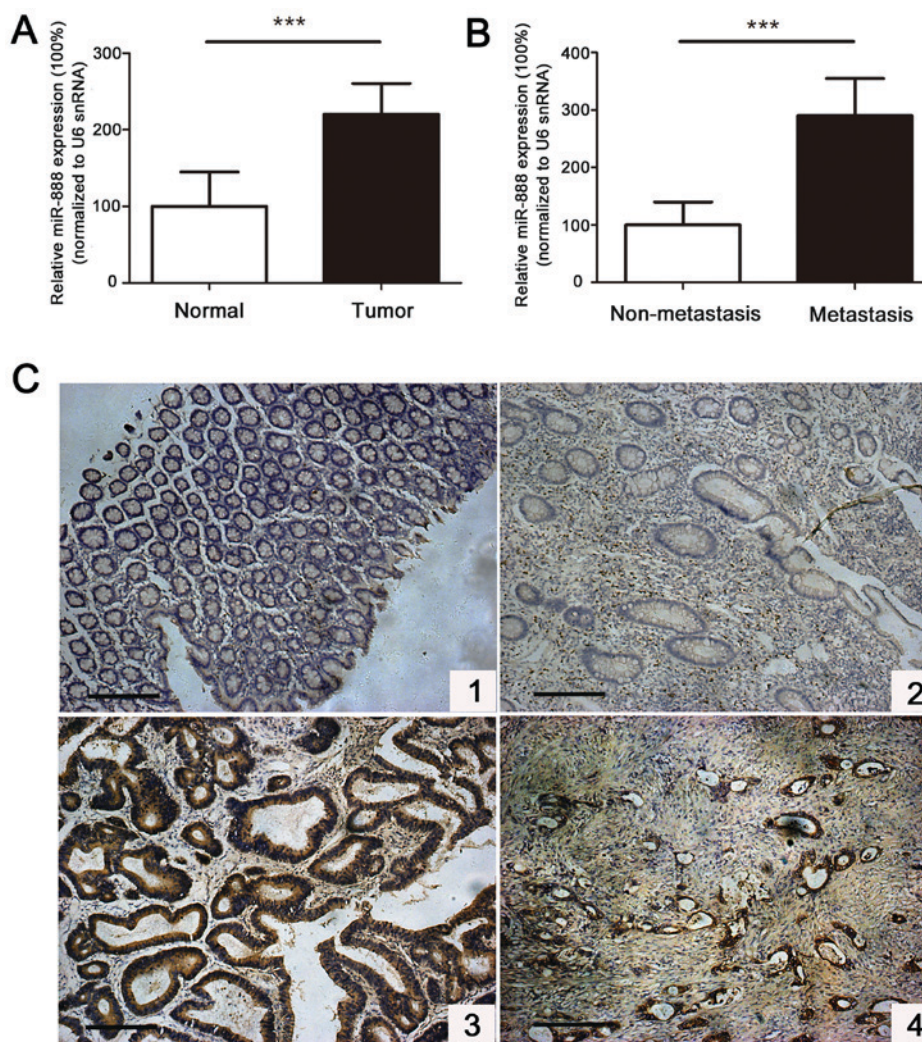 A
***
Relative miR-888 expression (100%)
(normalized to U6 snRNA)
300
200
100
0
Normal
Tumor
B
***
Relative miR-888 expression (100%)
(normalized to U6 snRNA)
400
300
200
100
0
Non-metastasis
Metastasis
C
1
2
3
4